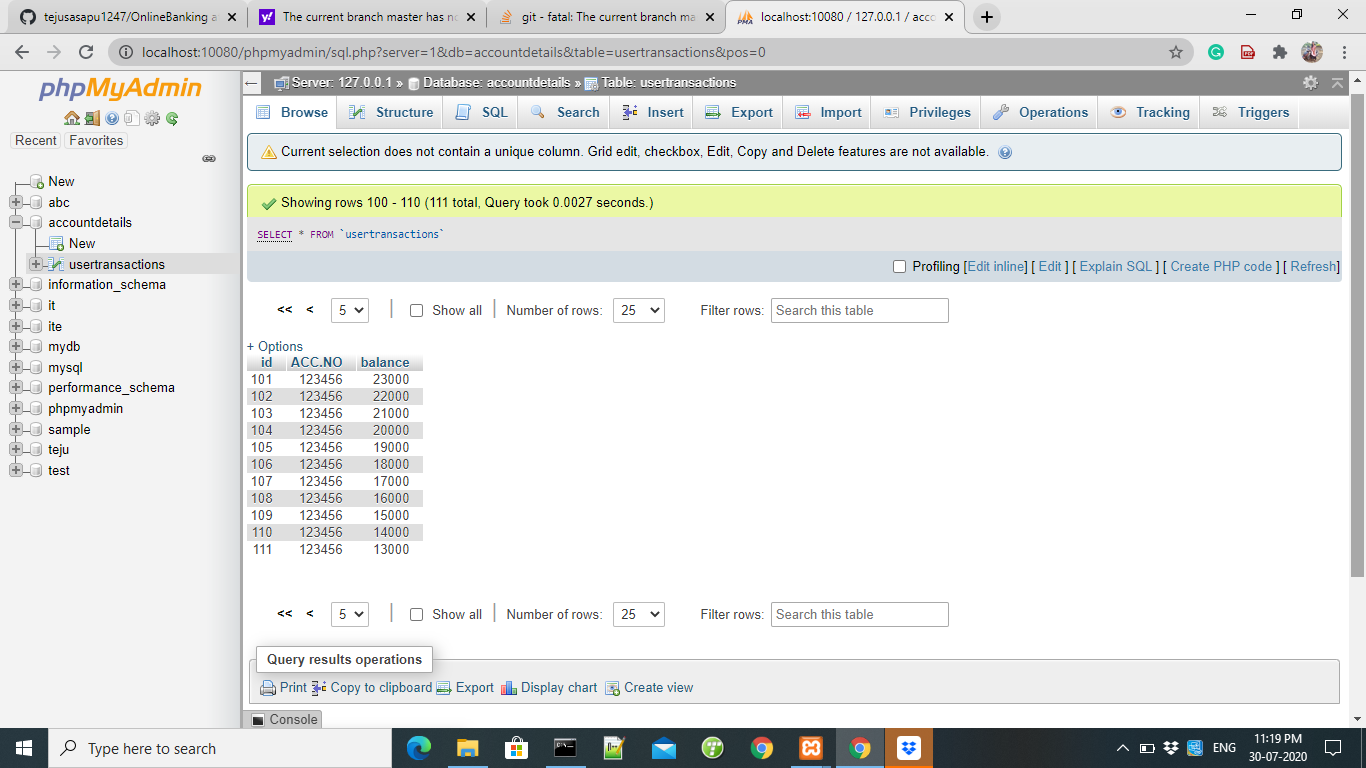 tejusasapu1247/OnlineBanking a
The current branch master has no
git - fatal: The current branch ma
localhost:10080 / 127.0.0.1 / acco
localhost:10080/phpmyadmin/sql.php?server=1&db=accountdetails&table=usertransactions&pos=0
phpMyAdmin
Recent Favorites
New
abc
accountdetails
New
usertransactions
information_schema
it
ite
mydb
mysql
performance_schema
phpmyadmin
sample
teju
test
Server: 127.0.0.1 » Database: accountdetails » Table: usertransactions
Browse Structure SQL Search Insert Export Import Privileges Operations Tracking Triggers
Current selection does not contain a unique column. Grid edit, checkbox, Edit, Copy and Delete features are not available.
Showing rows 100 - 110 (111 total, Query took 0.0027 seconds.)
SELECT * FROM `usertransactions`
Profiling [Edit inline] [ Edit ] [ Explain SQL ] [ Create PHP code ] [ Refresh]
<< < 5 | Show all | Number of rows: 25 Filter rows: Search this table
+ Options
id ACC.NO balance
101 123456 23000
102 123456 22000
103 123456 21000
104 123456 20000
105 123456 19000
106 123456 18000
107 123456 17000
108 123456 16000
109 123456 15000
110 123456 14000
111 123456 13000
<< < 5 | Show all | Number of rows: 25 Filter rows: Search this table
Query results operations
Print Copy to clipboard Export Display chart Create view
Console
Type here to search
ENG
11:19 PM
30-07-2020